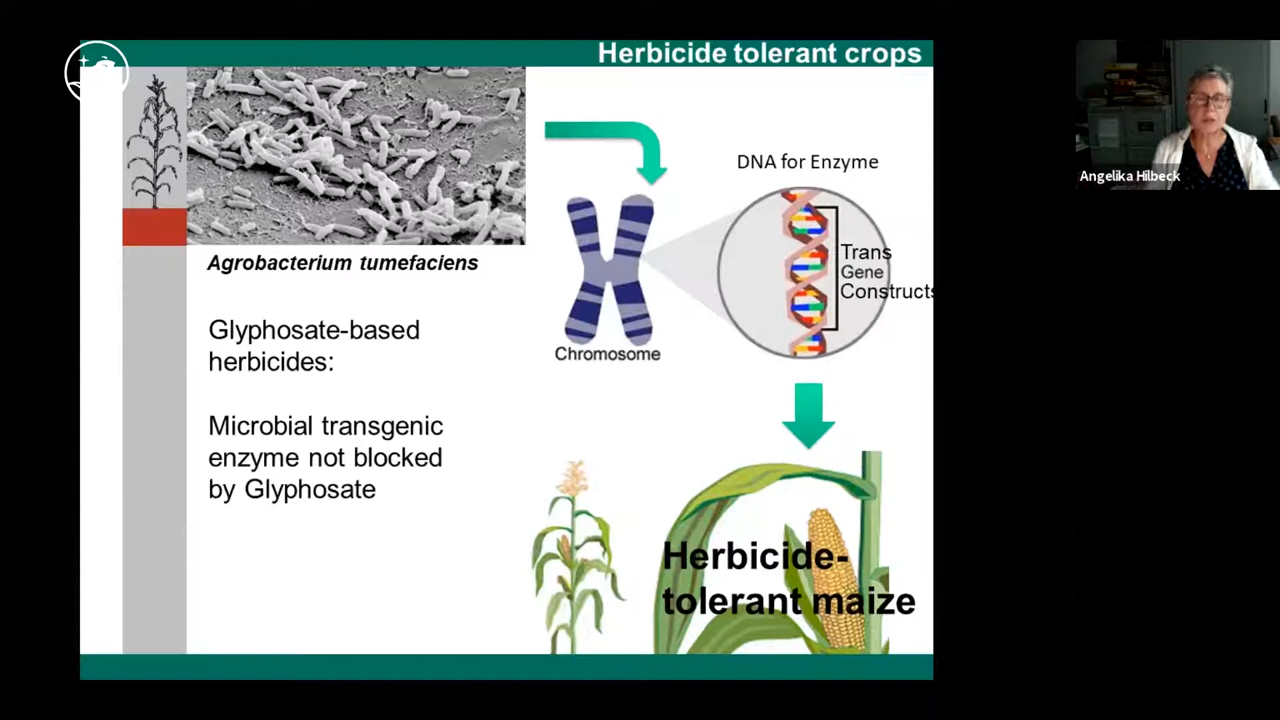 Herbicide tolerant crops
Angelika Hilbeck
Agrobacterium tumefaciens
Glyphosate-based
herbicides:
Microbial transgenic
enzyme not blocked
by Glyphosate
DNA for Enzyme
Trans
Gene
Constructs
Chromosome
Herbicide-
tolerant maize